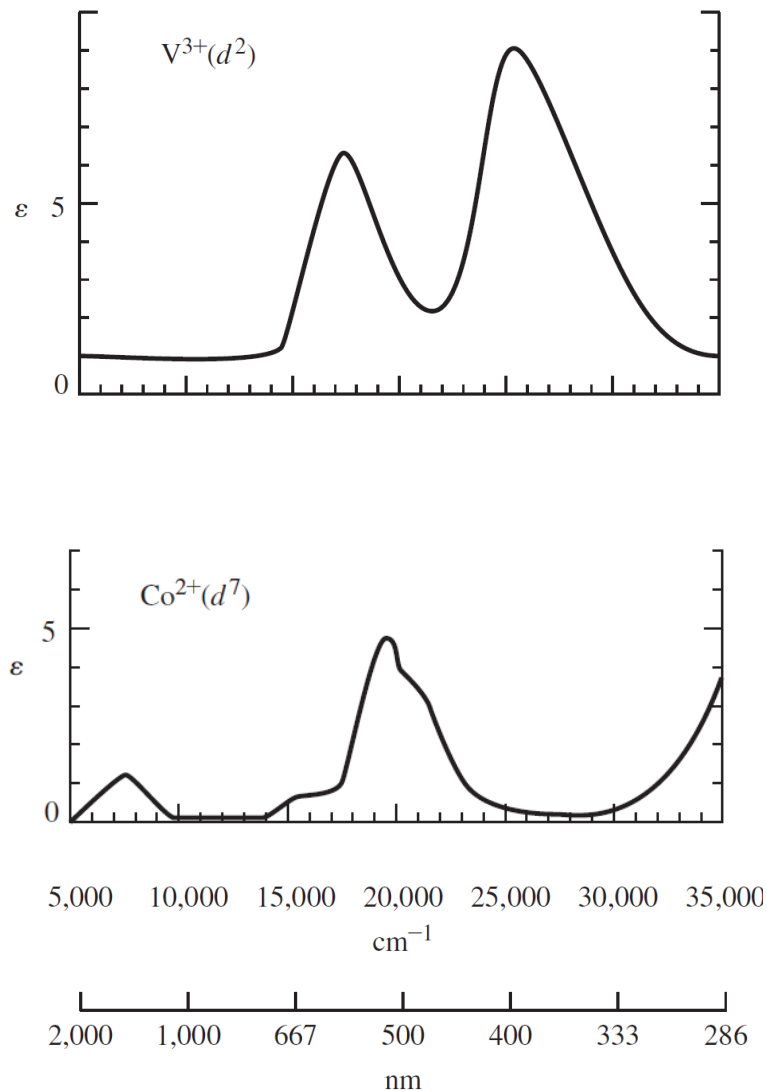 V³⁺(d²)
ε 5
0
Co²⁺(d⁷)
5
ε
0
5,000 10,000 15,000 20,000 25,000 30,000 35,000
cm⁻¹
2,000 1,000 667 500 400 333 286
nm